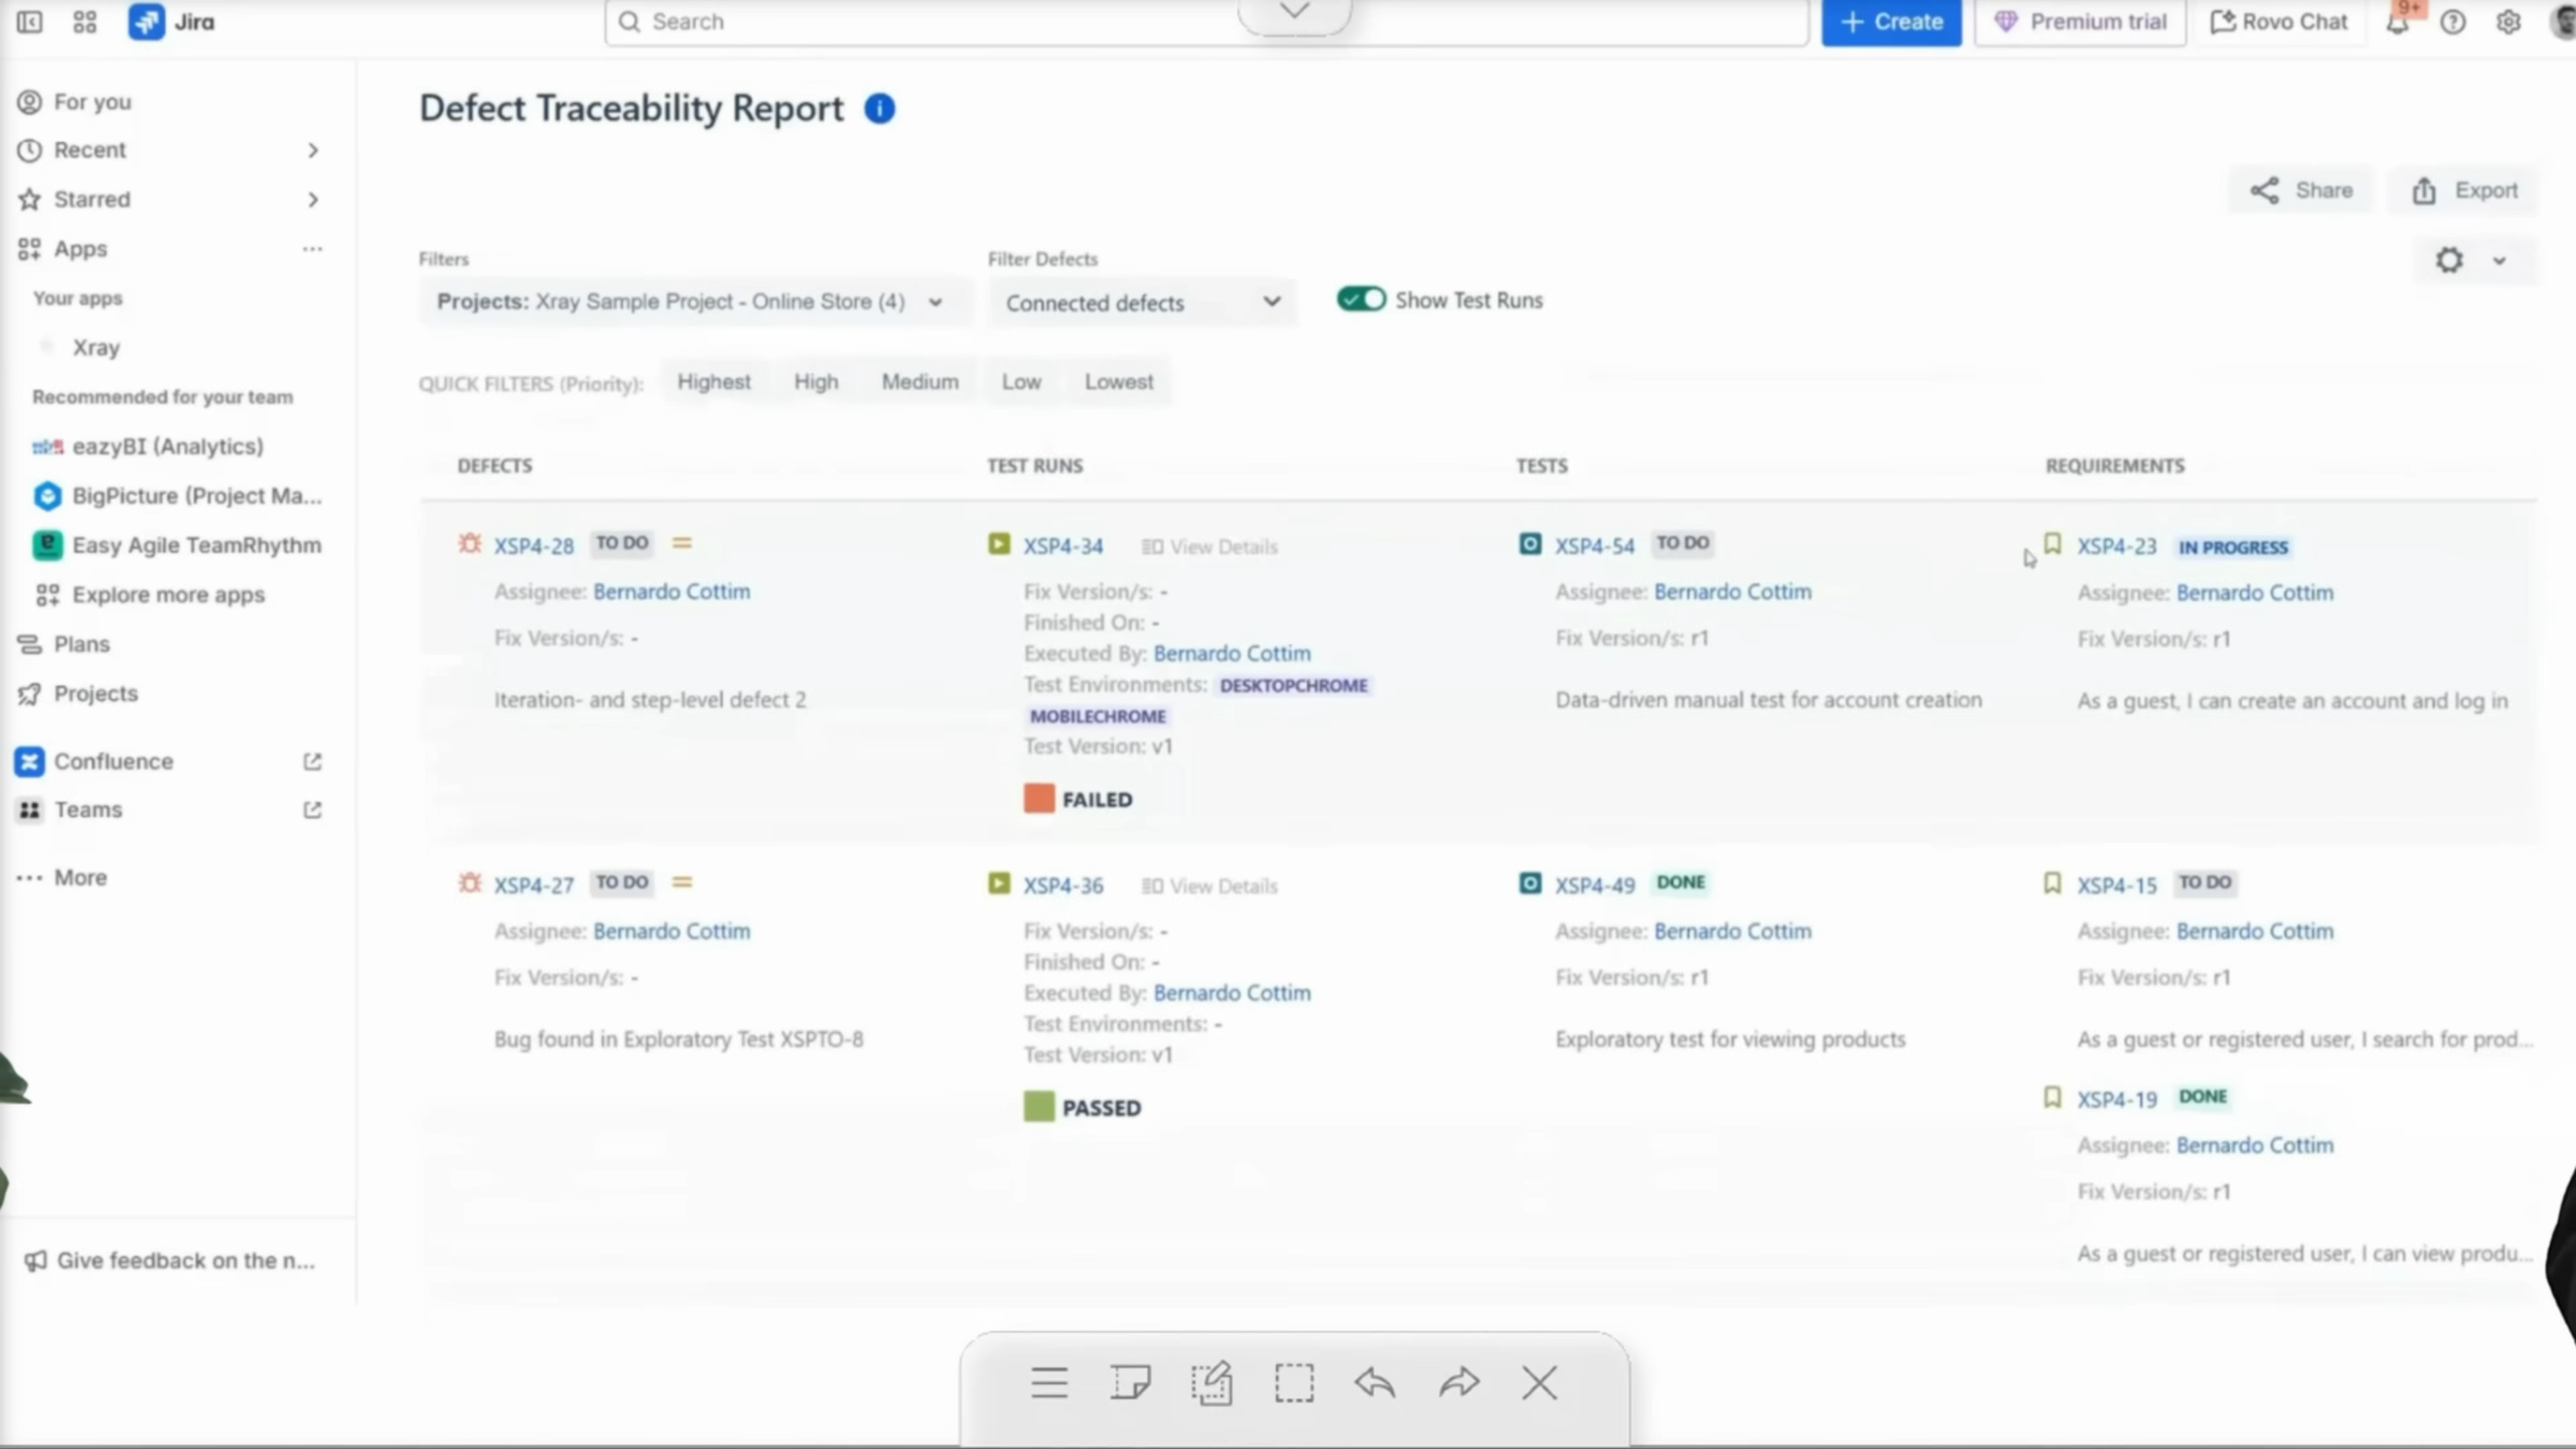 Jira
Search
Create
Premium trial
Rovo Chat
9+
For you
Recent
Starred
Apps
Your apps
Xray
Recommended for your team
eazyBI (Analytics)
BigPicture (Project Ma...
Easy Agile TeamRhythm
Explore more apps
Plans
Projects
Confluence
Teams
More
Give feedback on the n...
Defect Traceability Report
Share
Export
Filters
Filter Defects
Projects: Xray Sample Project - Online Store (4)
Connected defects
Show Test Runs
QUICK FILTERS (Priority):
Highest
High
Medium
Low
Lowest
DEFECTS
TEST RUNS
TESTS
REQUIREMENTS
XSP4-28 TO DO
Assignee: Bernardo Cottim
Fix Version/s: -
Iteration- and step-level defect 2
XSP4-34 View Details
Fix Version/s: -
Finished On: -
Executed By: Bernardo Cottim
Test Environments: DESKTOPCHROME
MOBILECHROME
Test Version: v1
FAILED
XSP4-54 TO DO
Assignee: Bernardo Cottim
Fix Version/s: r1
Data-driven manual test for account creation
XSP4-23 IN PROGRESS
Assignee: Bernardo Cottim
Fix Version/s: r1
As a guest, I can create an account and log in
XSP4-27 TO DO
Assignee: Bernardo Cottim
Fix Version/s: -
Bug found in Exploratory Test XSPTO-8
XSP4-36 View Details
Fix Version/s: -
Finished On: -
Executed By: Bernardo Cottim
Test Environments: -
Test Version: v1
PASSED
XSP4-49 DONE
Assignee: Bernardo Cottim
Fix Version/s: r1
Exploratory test for viewing products
XSP4-15 TO DO
Assignee: Bernardo Cottim
Fix Version/s: r1
As a guest or registered user, I search for prod...
XSP4-19 DONE
Assignee: Bernardo Cottim
Fix Version/s: r1
As a guest or registered user, I can view produ...